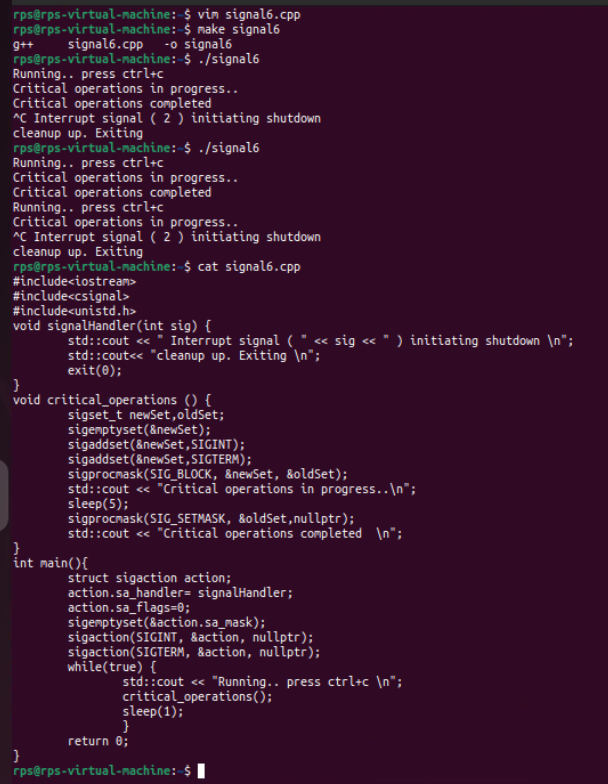 rps@rps-virtual-machine:~$ vim signal6.cpp
rps@rps-virtual-machine:~$ make signal6
g++     signal6.cpp   -o signal6
rps@rps-virtual-machine:~$ ./signal6
Running.. press ctrl+c
Critical operations in progress..
Critical operations completed
^C Interrupt signal ( 2 ) initiating shutdown
cleanup up. Exiting
rps@rps-virtual-machine:~$ ./signal6
Running.. press ctrl+c
Critical operations in progress..
Critical operations completed
Running.. press ctrl+c
Critical operations in progress..
^C Interrupt signal ( 2 ) initiating shutdown
cleanup up. Exiting
rps@rps-virtual-machine:~$ cat signal6.cpp
#include<iostream>
#include<csignal>
#include<unistd.h>
void signalHandler(int sig) {
        std::cout << " Interrupt signal ( " << sig << " ) initiating shutdown \n";
        std::cout<< "cleanup up. Exiting \n";
        exit(0);
}
void critical_operations () {
        sigset_t newSet,oldSet;
        sigemptyset(&newSet);
        sigaddset(&newSet,SIGINT);
        sigaddset(&newSet,SIGTERM);
        sigprocmask(SIG_BLOCK, &newSet, &oldSet);
        std::cout << "Critical operations in progress..\n";
        sleep(5);
        sigprocmask(SIG_SETMASK, &oldSet,nullptr);
        std::cout << "Critical operations completed  \n";
}
int main(){
        struct sigaction action;
        action.sa_handler= signalHandler;
        action.sa_flags=0;
        sigemptyset(&action.sa_mask);
        sigaction(SIGINT, &action, nullptr);
        sigaction(SIGTERM, &action, nullptr);
        while(true) {
                std::cout << "Running.. press ctrl+c \n";
                critical_operations();
                sleep(1);
                }
        return 0;
}
rps@rps-virtual-machine:~$